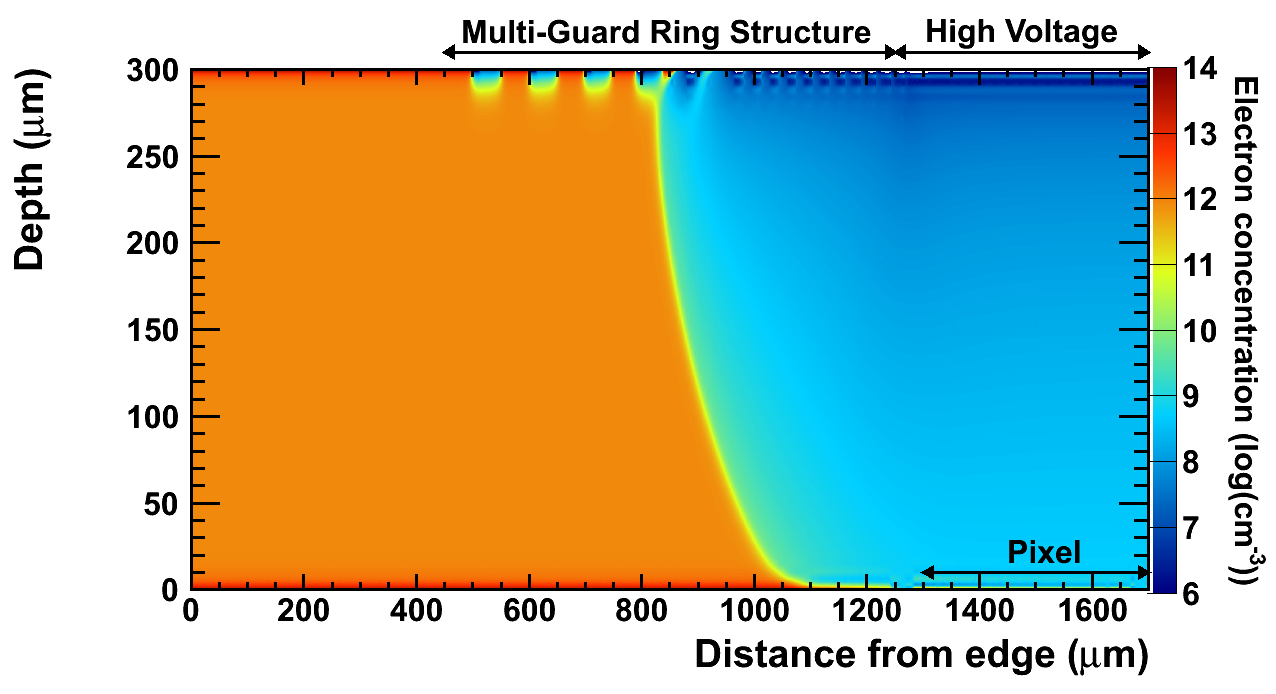 Multi-Guard Ring Structure High Voltage
Depth (μm)
300
250
200
150
100
50
0
0 200 400 600 800 1000 1200 1400 1600
Distance from edge (μm)
Pixel
14
13
12
11
10
9
8
7
6
Electron concentration (log(cm⁻³))